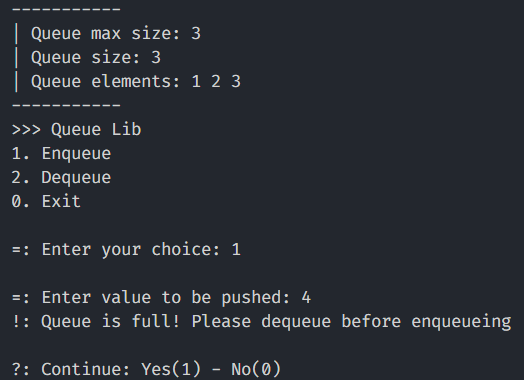 -----------
| Queue max size: 3
| Queue size: 3
| Queue elements: 1 2 3
-----------
>>> Queue Lib
1. Enqueue
2. Dequeue
0. Exit
=: Enter your choice: 1
=: Enter value to be pushed: 4
!: Queue is full! Please dequeue before enqueueing
?: Continue: Yes(1) - No(0)